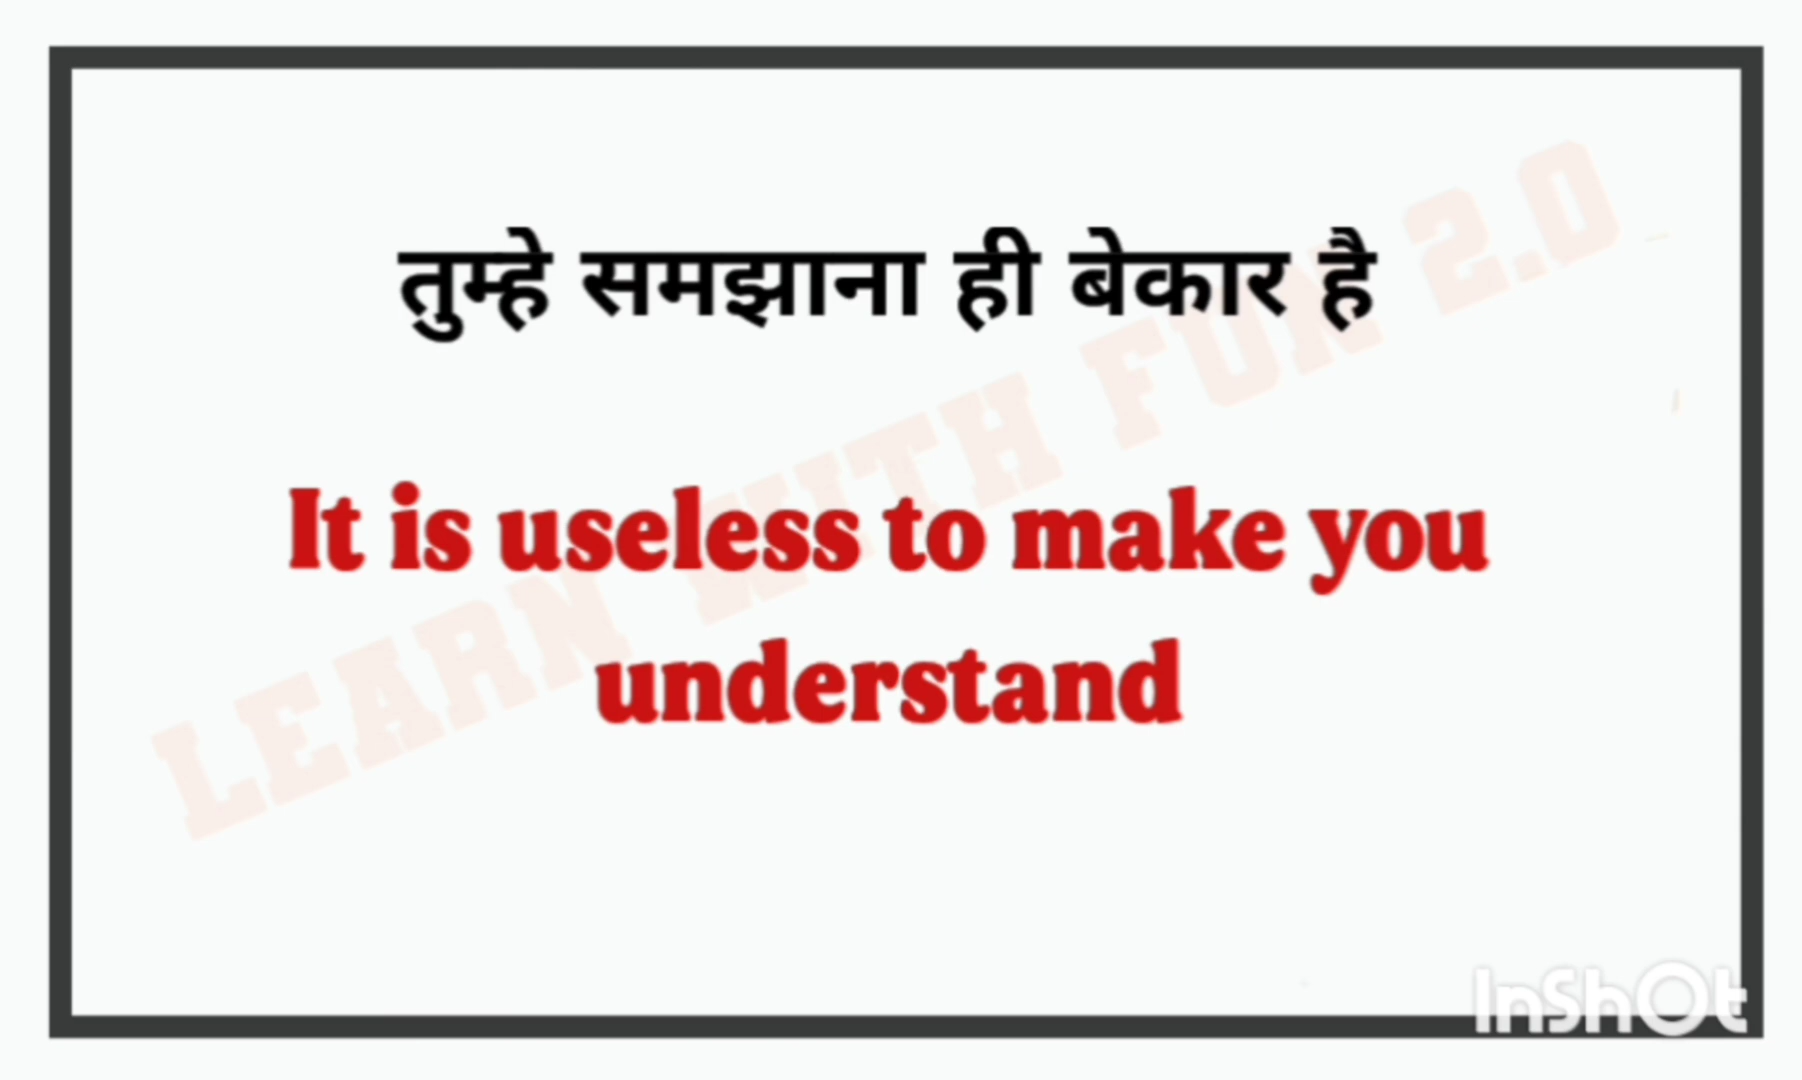 तुम्हे समझाना ही बेकार है
It is useless to make you
understand
LEARN WITH FUN 2.0
InShOt